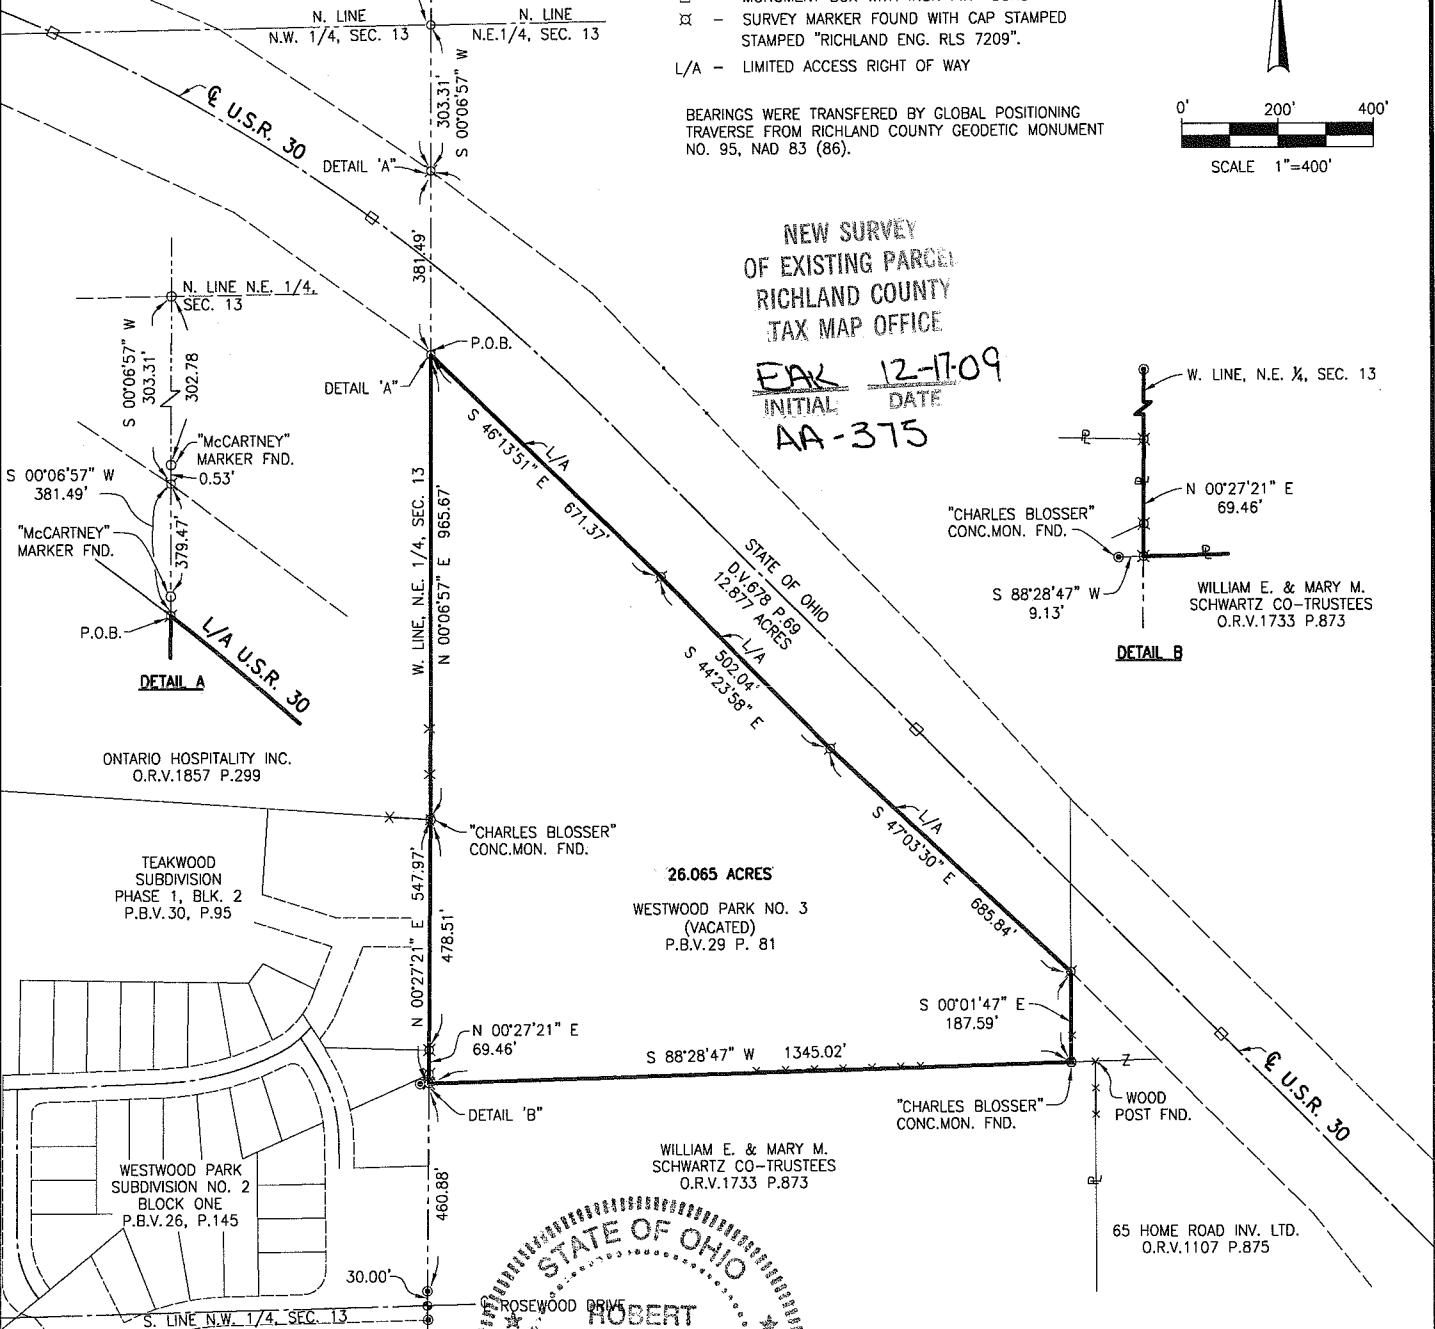 N. LINE
N.W. 1/4, SEC. 13
N. LINE
N.E.1/4, SEC. 13
¤ – SURVEY MARKER FOUND WITH CAP STAMPED
STAMPED "RICHLAND ENG. RLS 7209".
L/A – LIMITED ACCESS RIGHT OF WAY
BEARINGS WERE TRANSFERED BY GLOBAL POSITIONING
TRAVERSE FROM RICHLAND COUNTY GEODETIC MONUMENT
NO. 95, NAD 83 (86).
0' 200' 400'
SCALE 1"=400'
℄ U.S.R. 30
303.31'
S 00°06'57" W
DETAIL 'A"
381.49'
NEW SURVEY
OF EXISTING PARCEL
RICHLAND COUNTY
TAX MAP OFFICE
EAK 12-17-09
INITIAL DATE
AA-375
N. LINE N.E. 1/4,
SEC. 13
S 00°06'57" W
303.31'
302.78
"McCARTNEY"
MARKER FND.
0.53'
S 00°06'57" W
381.49'
"McCARTNEY"
MARKER FND.
379.47'
P.O.B.
L/A U.S.R. 30
DETAIL A
P.O.B.
DETAIL 'A"
S 46°13'51" E
L/A
671.37'
W. LINE, N.E. 1/4, SEC. 13
N 00°06'57" E 965.67'
STATE OF OHIO
D.V.678 P.69
12.877 ACRES
L/A
502.04'
S 44°23'58" E
W. LINE, N.E. ¼, SEC. 13
N 00°27'21" E
69.46'
"CHARLES BLOSSER"
CONC.MON. FND.
S 88°28'47" W
9.13'
WILLIAM E. & MARY M.
SCHWARTZ CO-TRUSTEES
O.R.V.1733 P.873
DETAIL B
ONTARIO HOSPITALITY INC.
O.R.V.1857 P.299
"CHARLES BLOSSER"
CONC.MON. FND.
L/A
S 47°03'30" E
685.84'
TEAKWOOD
SUBDIVISION
PHASE 1, BLK. 2
P.B.V.30, P.95
26.065 ACRES
WESTWOOD PARK NO. 3
(VACATED)
P.B.V.29 P. 81
N 00°27'21" E 547.97'
478.51'
S 00°01'47" E
187.59'
N 00°27'21" E
69.46'
S 88°28'47" W 1345.02'
DETAIL 'B"
"CHARLES BLOSSER"
CONC.MON. FND.
WOOD
POST FND.
℄ U.S.R. 30
WILLIAM E. & MARY M.
SCHWARTZ CO-TRUSTEES
O.R.V.1733 P.873
WESTWOOD PARK
SUBDIVISION NO. 2
BLOCK ONE
P.B.V.26, P.145
460.88'
65 HOME ROAD INV. LTD.
O.R.V.1107 P.875
30.00'
℄ ROSEWOOD DRIVE
S. LINE N.W. 1/4, SEC. 13
STATE OF OHIO
ROBERT